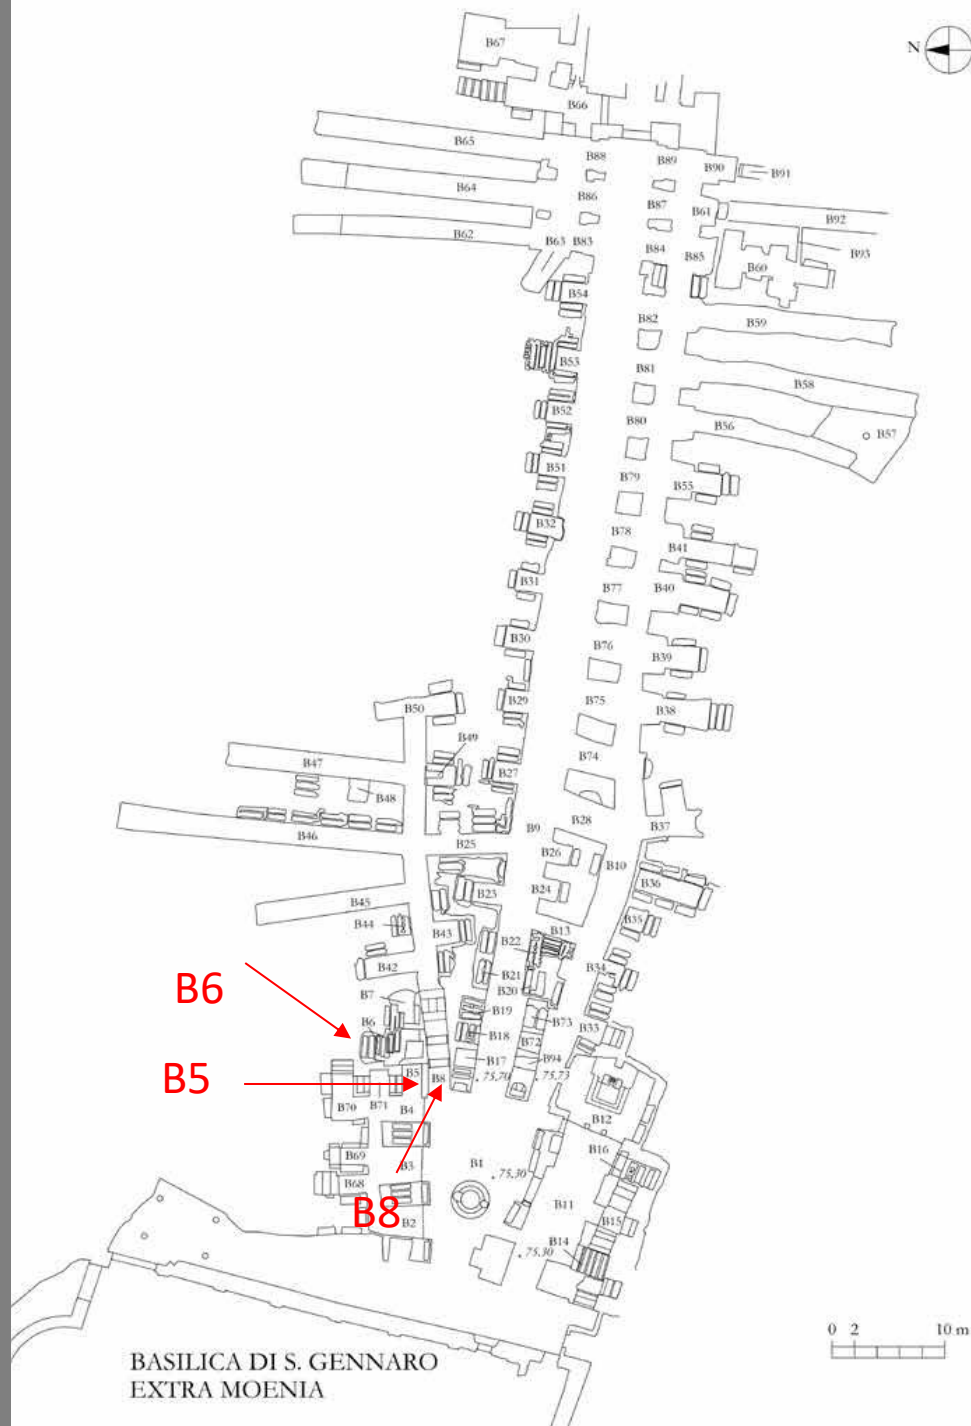 B67
N
B66
B65
B88
B89
B90
B91
B64
B86
B87
B61
B92
B62
B63
B83
B84
B85
B60
B93
B54
B82
B59
B53
B81
B58
B52
B80
B56
B57
B51
B79
B55
B32
B78
B41
B31
B77
B40
B30
B76
B39
B50
B29
B75
B38
B49
B47
B27
B74
B48
B28
B46
B9
B37
B25
B26
B10
B23
B24
B36
B45
B44
B43
B22
B13
B35
B42
B21
B34
B6
B7
B20
B19
B73
B6
B18
B72
B33
B5
B5
B8
B17
B94
75,70
75,73
B70
B71
B4
B12
B69
B3
B1
75,30
B16
B68
B8
B2
B11
B15
B14
75,30
0 2 10 m
BASILICA DI S. GENNARO
EXTRA MOENIA